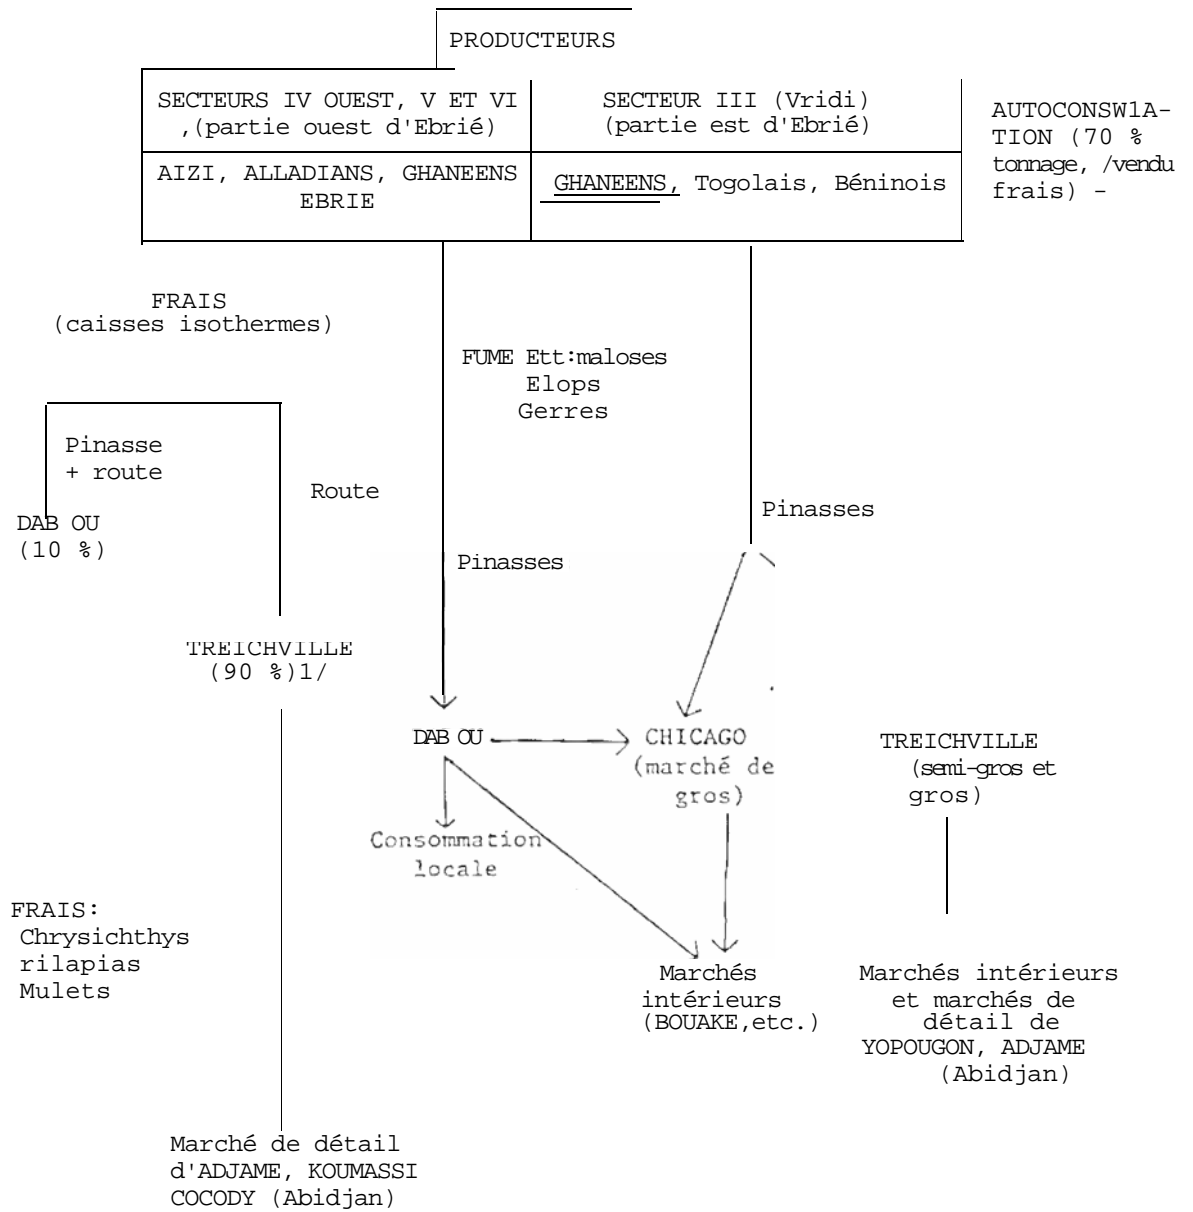 PRODUCTEURS
SECTEURS IV OUEST, V ET VI
,(partie ouest d'Ebrié)
SECTEUR III (Vridi)
(partie est d'Ebrié)
AUTOCONSW1A-
TION (70 %
tonnage, /vendu
frais) -
AIZI, ALLADIANS, GHANEENS
EBRIE
GHANEENS, Togolais, Béninois
FRAIS
(caisses isothermes)
FUME Ett:maloses
Elops
Gerres
Pinasse
+ route
Route
Pinasses
DAB OU
(10 %)
Pinasses
TREICHVILLE
(90 %)1/
DAB OU
CHICAGO
(marché de
gros)
TREICHVILLE
(semi-gros et
gros)
Consommation
locale
FRAIS:
Chrysichthys
rilapias
Mulets
Marchés
intérieurs
(BOUAKE,etc.)
Marchés intérieurs
et marchés de
détail de
YOPOUGON, ADJAME
(Abidjan)
Marché de détail
d'ADJAME, KOUMASSI
COCODY (Abidjan)